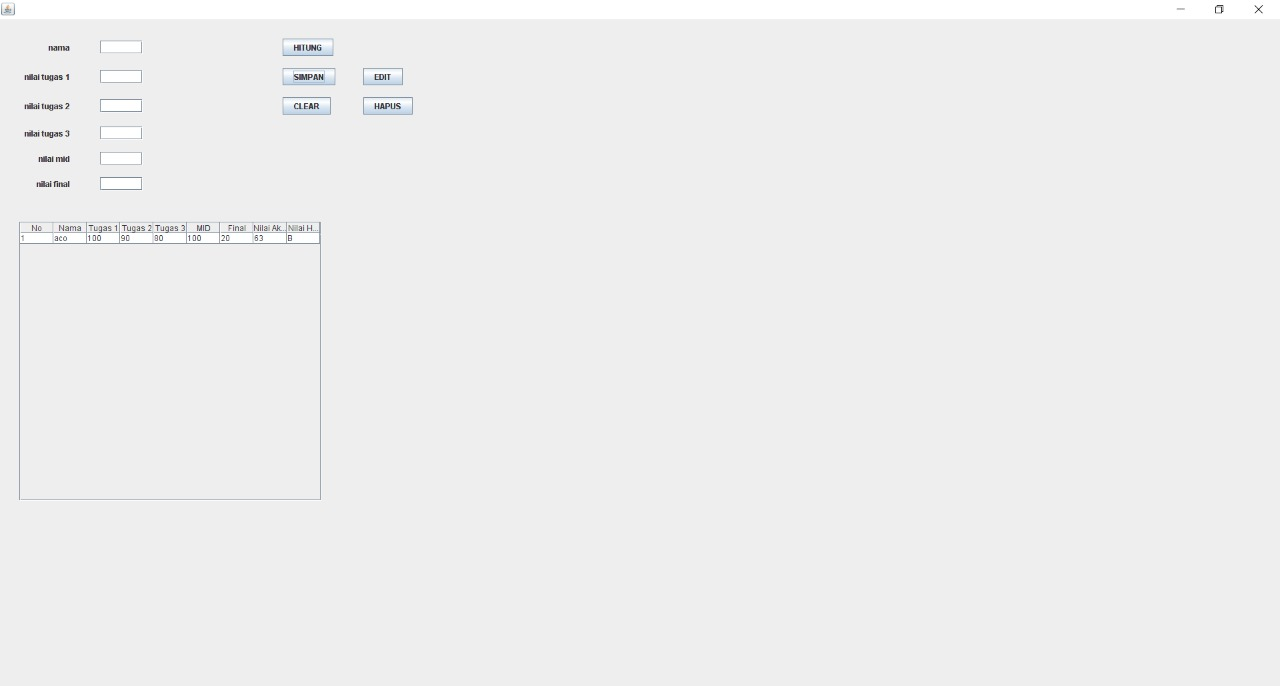 nama HITUNG
nilai tugas 1 SIMPAN EDIT
nilai tugas 2 CLEAR HAPUS
nilai tugas 3
nilai mid
nilai final
No Nama Tugas 1 Tugas 2 Tugas 3 MID Final Nilai Ak... Nilai H...
1 aco 100 90 80 100 20 63 B